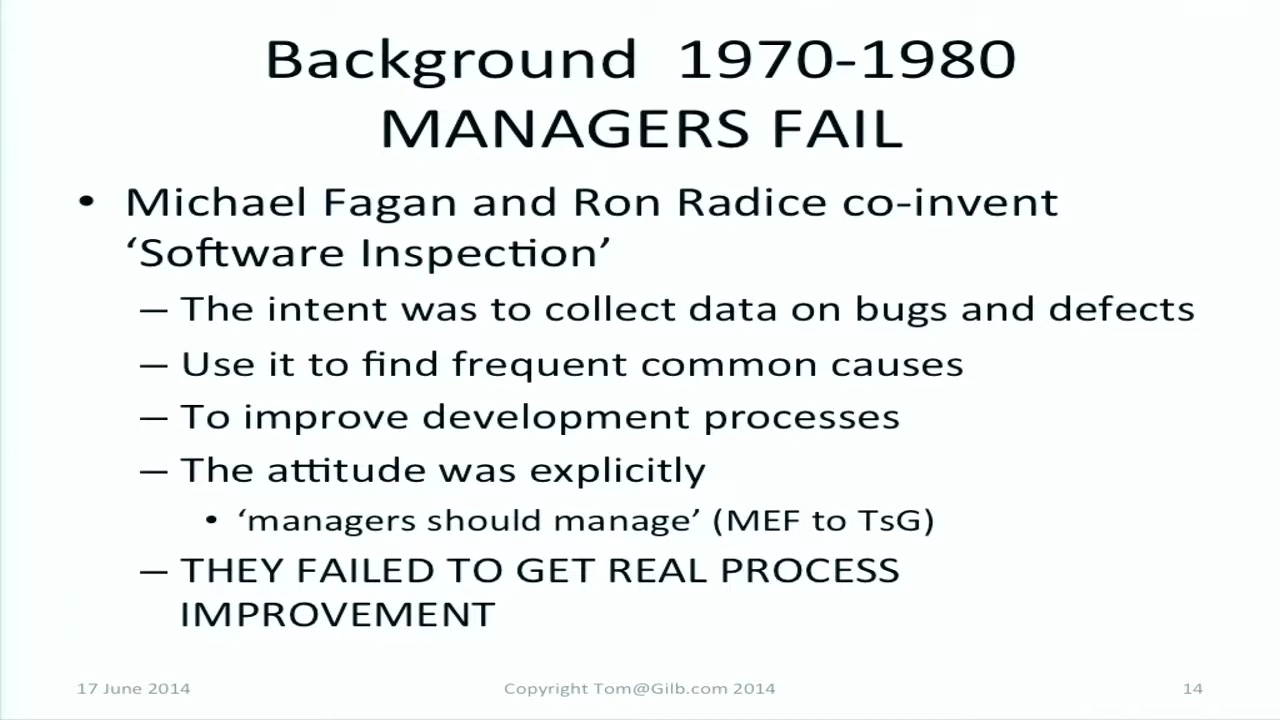 Background 1970-1980
MANAGERS FAIL
• Michael Fagan and Ron Radice co-invent
‘Software Inspection’
– The intent was to collect data on bugs and defects
– Use it to find frequent common causes
– To improve development processes
– The attitude was explicitly
• ‘managers should manage’ (MEF to TsG)
– THEY FAILED TO GET REAL PROCESS
IMPROVEMENT
17 June 2014
Copyright Tom@Gilb.com 2014
14